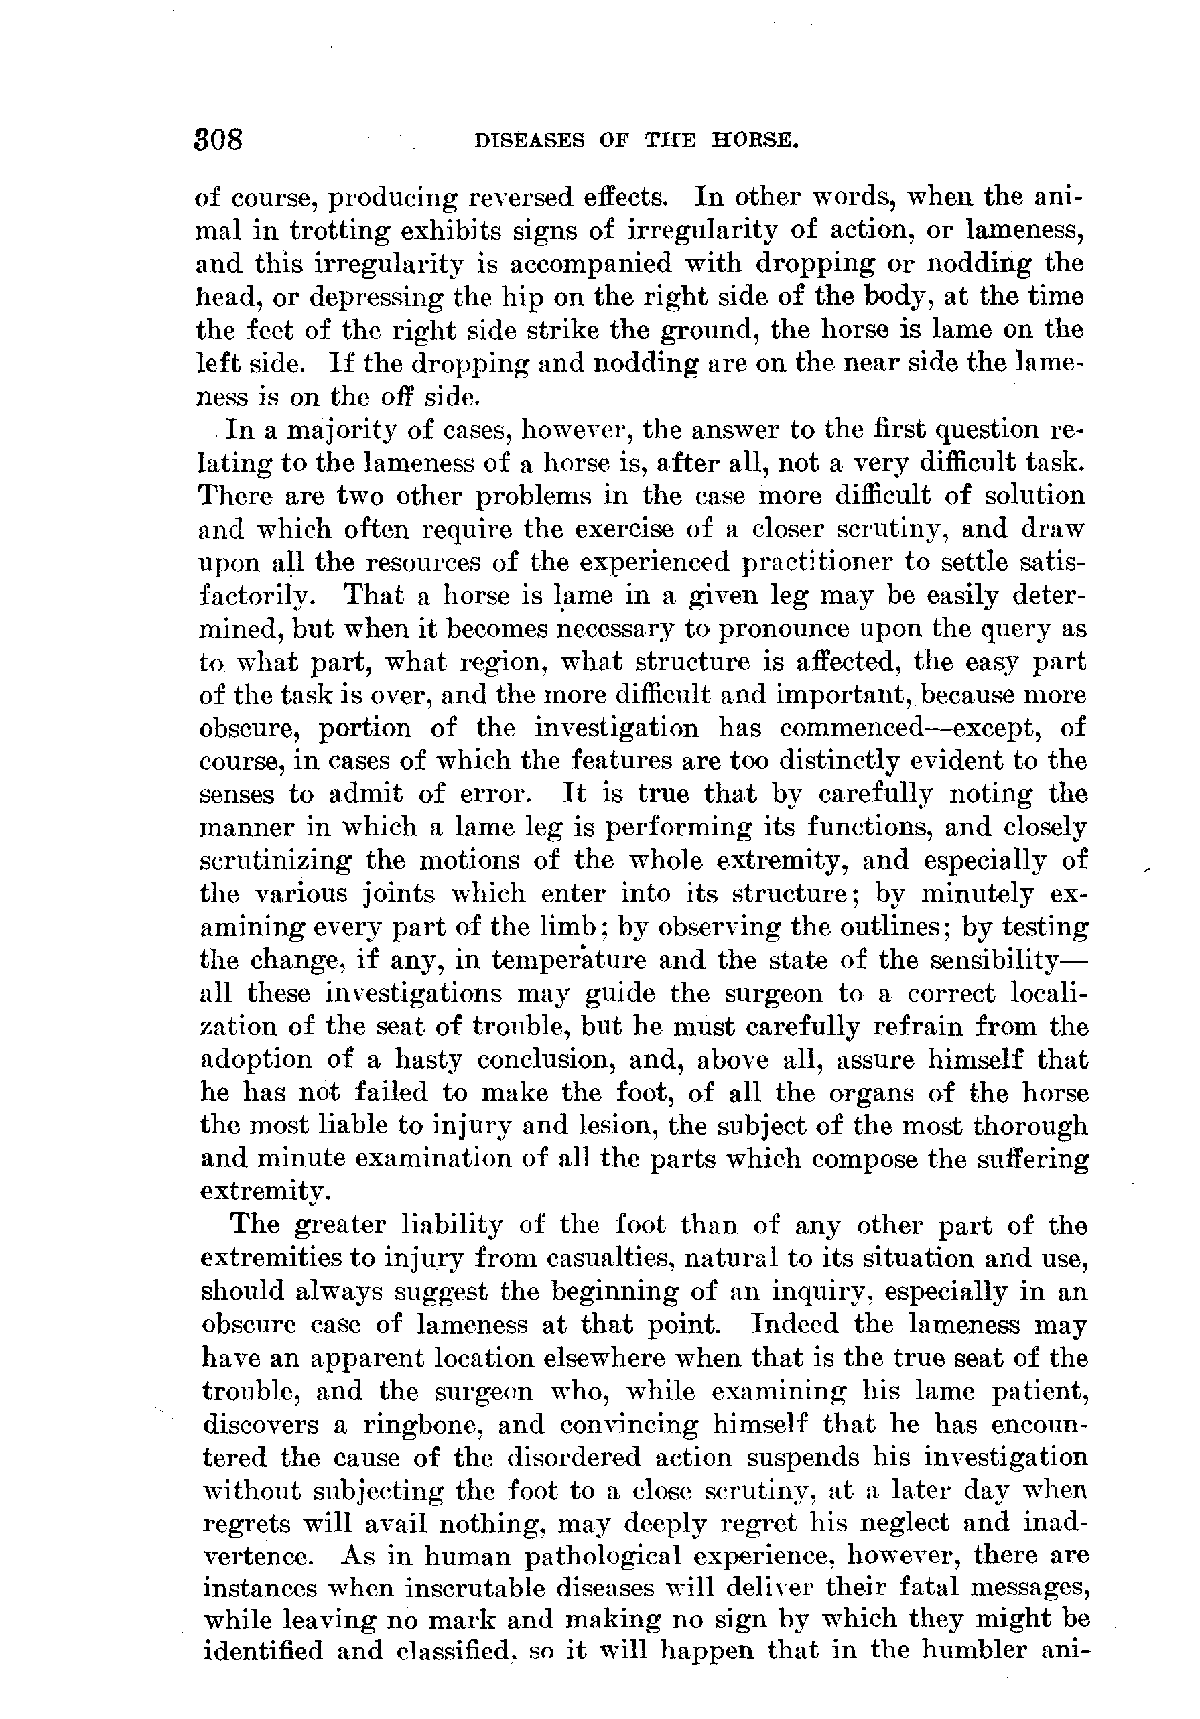 308 DISEASES OF THE HORSE.
of course, producing reversed effects. In other words, when the ani-
mal in trotting exhibits signs of irregularity of action, or lameness,
and this irregularity is accompanied with dropping or nodding the
head, or depressing the hip on the right side of the body, at the time
the feet of the right side strike the ground, the horse is lame on the
left side. If the dropping and nodding are on the near side the lame-
ness is on the off side.
In a majority of cases, however, the answer to the first question re-
lating to the lameness of a horse is, after all, not a very difficult task.
There are two other problems in the case more difficult of solution
and which often require the exercise of a closer scrutiny, and draw
upon all the resources of the experienced practitioner to settle satis-
factorily. That a horse is lame in a given leg may be easily deter-
mined, but when it becomes necessary to pronounce upon the query as
to what part, what region, what structure is affected, the easy part
of the task is over, and the more difficult and important, because more
obscure, portion of the investigation has commenced—except, of
course, in cases of which the features are too distinctly evident to the
senses to admit of error. It is true that by carefully noting the
manner in which a lame leg is performing its functions, and closely
scrutinizing the motions of the whole extremity, and especially of
the various joints which enter into its structure; by minutely ex-
amining every part of the limb; by observing the outlines; by testing
the change, if any, in temperature and the state of the sensibility—
all these investigations may guide the surgeon to a correct locali-
zation of the seat of trouble, but he must carefully refrain from the
adoption of a hasty conclusion, and, above all, assure himself that
he has not failed to make the foot, of all the organs of the horse
the most liable to injury and lesion, the subject of the most thorough
and minute examination of all the parts which compose the suffering
extremity.
The greater liability of the foot than of any other part of the
extremities to injury from casualties, natural to its situation and use,
should always suggest the beginning of an inquiry, especially in an
obscure case of lameness at that point. Indeed the lameness may
have an apparent location elsewhere when that is the true seat of the
trouble, and the surgeon who, while examining his lame patient,
discovers a ringbone, and convincing himself that he has encoun-
tered the cause of the disordered action suspends his investigation
without subjecting the foot to a close scrutiny, at a later day when
regrets will avail nothing, may deeply regret his neglect and inad-
vertence. As in human pathological experience, however, there are
instances when inscrutable diseases will deliver their fatal messages,
while leaving no mark and making no sign by which they might be
identified and classified, so it will happen that in the humbler ani-